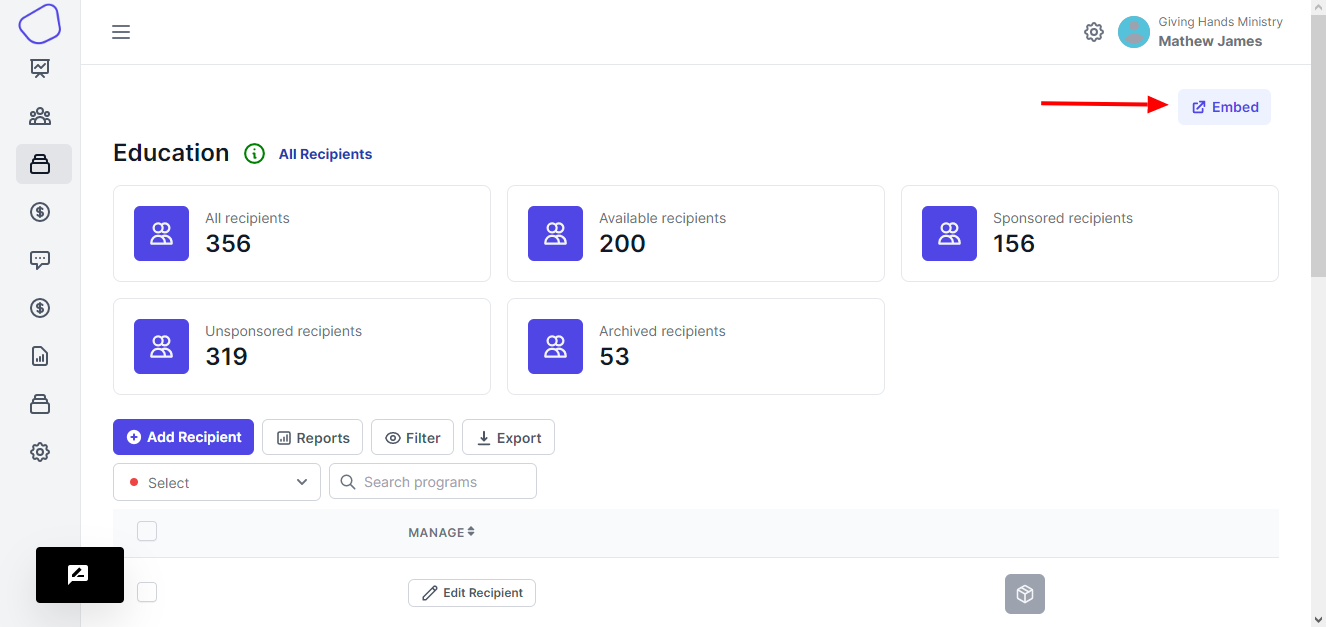 Giving Hands Ministry
Mathew James
Embed
Education
All Recipients
All recipients
356
Available recipients
200
Sponsored recipients
156
Unsponsored recipients
319
Archived recipients
53
Add Recipient
Reports
Filter
Export
Select
Search programs
MANAGE
Edit Recipient